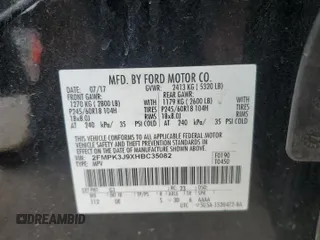 MFD. BY FORD MOTOR CO.
DATE: 07/17 GVWR: 2413 KG ( 5320 LB)
FRONT GAWR: REAR GAWR:
1270 KG ( 2800 LB) 1179 KG ( 2600 LB)
P245/60R18 104H TIRES P245/60R18 104H
18x8.0J RIMS 18x8.0J
AT 240 kPa/ 35 PSI COLD AT 240 kPa/ 35 PSI COLD
THIS VEHICLE CONFORMS TO ALL APPLICABLE FEDERAL MOTOR
VEHICLE SAFETY AND THEFT PREVENTION STANDARDS IN EFFECT
ON THE DATE OF MANUFACTURE SHOWN ABOVE.
VIN: 2FMPK3J9XHBC35082 F0190
TYPE: MPV T0450